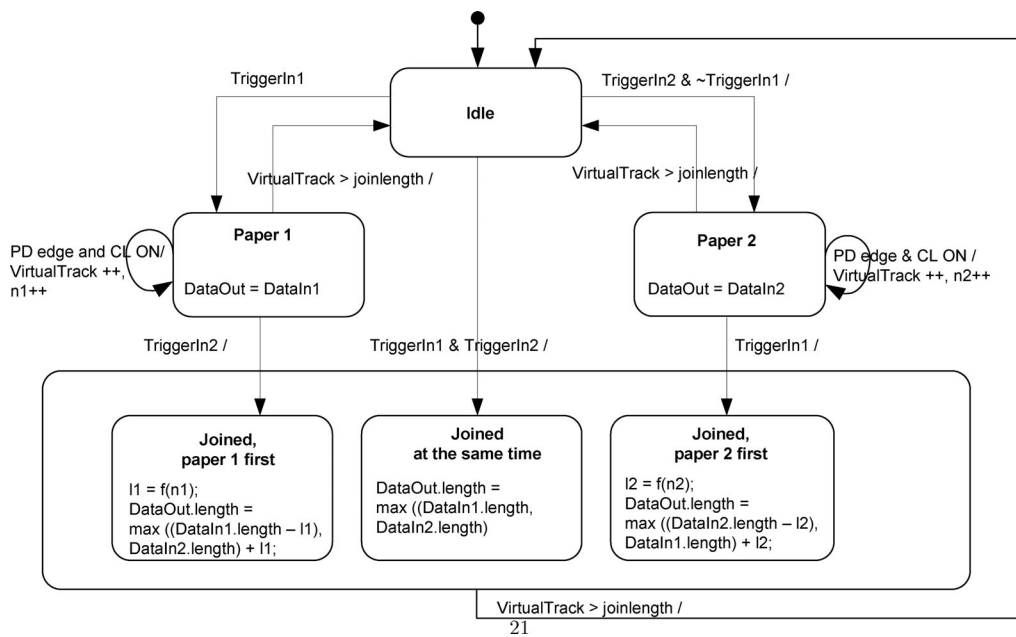 TriggerIn1
TriggerIn2 & ~TriggerIn1 /
Idle
VirtualTrack > joinlength /
VirtualTrack > joinlength /
Paper 1
DataOut = DataIn1
PD edge and CL ON/
VirtualTrack ++,
n1++
Paper 2
DataOut = DataIn2
PD edge & CL ON /
VirtualTrack ++, n2++
TriggerIn2 /
TriggerIn1 & TriggerIn2 /
TriggerIn1 /
Joined,
paper 1 first
l1 = f(n1);
DataOut.length =
max ((DataIn1.length – l1),
DataIn2.length) + l1;
Joined
at the same time
DataOut.length =
max ((DataIn1.length,
DataIn2.length)
Joined,
paper 2 first
l2 = f(n2);
DataOut.length =
max ((DataIn2.length – l2),
DataIn1.length) + l2;
VirtualTrack > joinlength /
21